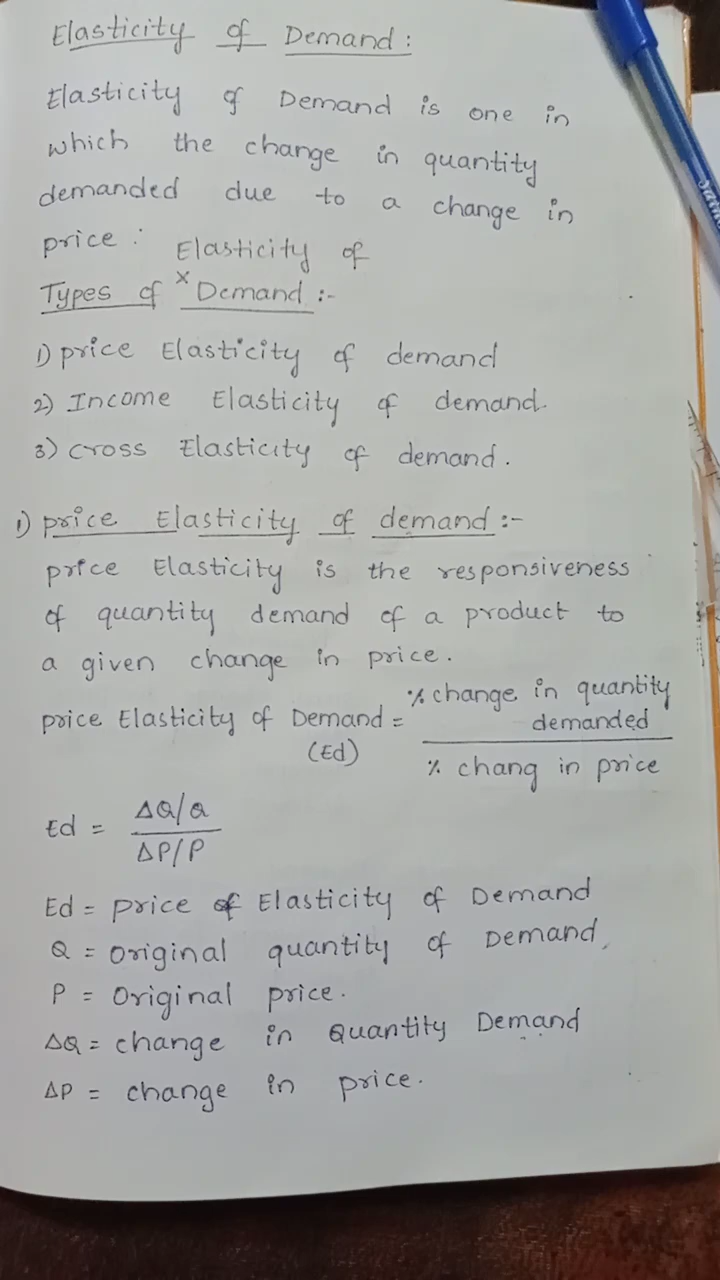 Elasticity of Demand :
Elasticity of Demand is one in
which the change in quantity
demanded due to a change in
price .
Elasticity of
Types of x Demand :-
1) price Elasticity of demand
2) Income Elasticity of demand.
3) cross Elasticity of demand.
1) price Elasticity of demand :-
price Elasticity is the responsiveness
of quantity demand of a product to
a given change in price.
price Elasticity of Demand (Ed) = % change in quantity demanded / % chang in price
Ed = ΔQ/Q / ΔP/P
Ed = price of Elasticity of Demand
Q = original quantity of Demand,
P = Original price.
ΔQ = change in Quantity Demand
ΔP = change in price.